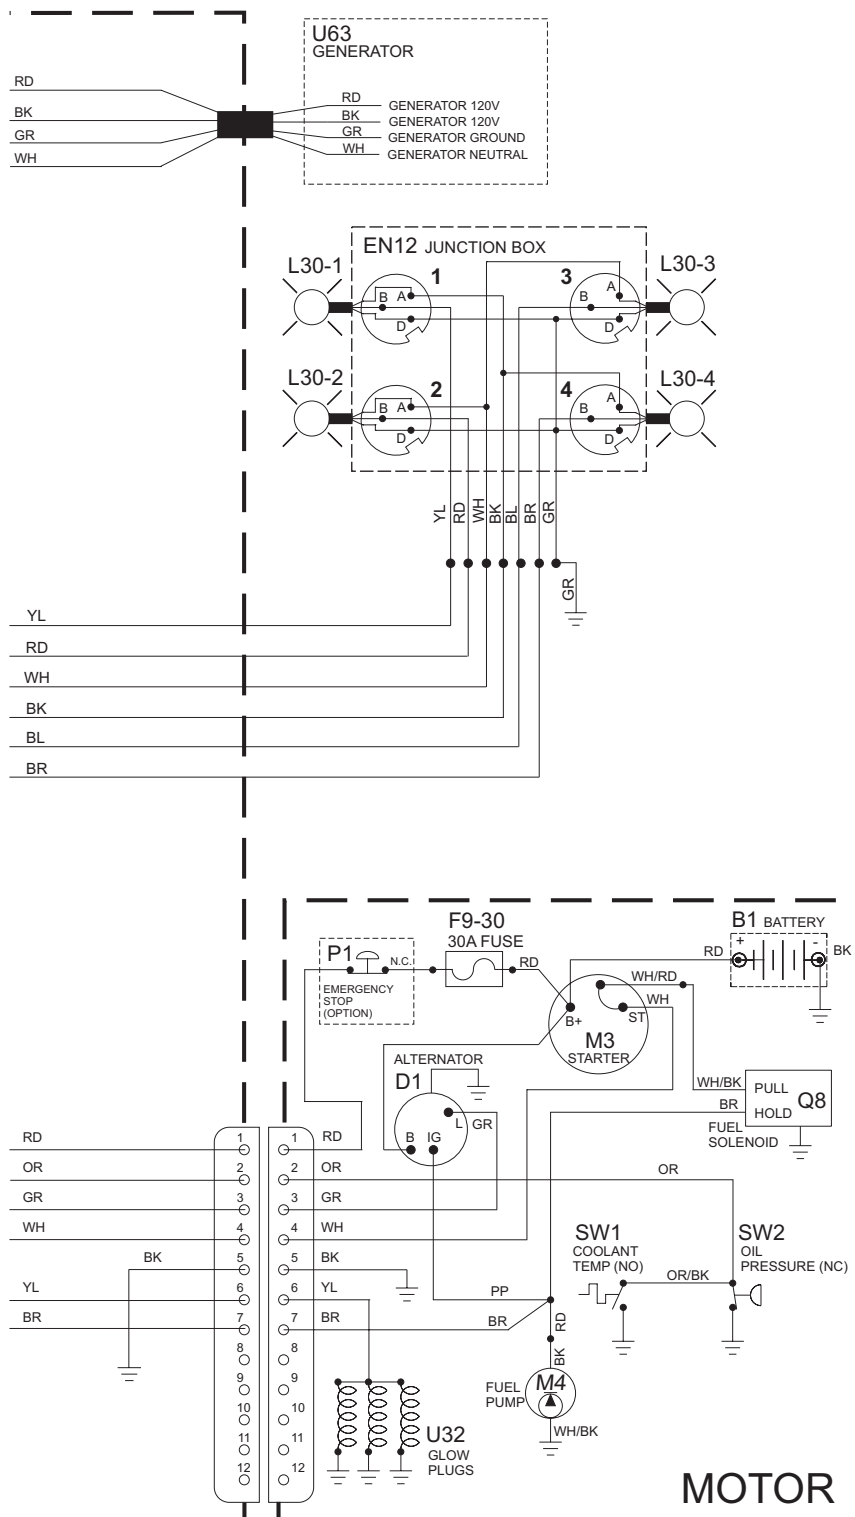 U63
GENERATOR
RD
BK
GR
WH
RD
BK
GR
WH
GENERATOR 120V
GENERATOR 120V
GENERATOR GROUND
GENERATOR NEUTRAL
EN12 JUNCTION BOX
L30-1
1
B A
D
3
A
B
D
L30-3
L30-2
2
B A
D
4
A
B
D
L30-4
YL
RD
WH
BK
BL
BR
GR
GR
YL
RD
WH
BK
BL
BR
P1
N.C.
EMERGENCY
STOP
(OPTION)
F9-30
30A FUSE
RD
B1 BATTERY
+
-
RD
BK
WH/RD
WH
B+
ST
M3
STARTER
ALTERNATOR
D1
L
GR
B
IG
WH/BK
BR
PULL
HOLD
Q8
FUEL
SOLENOID
RD
OR
GR
WH
BK
YL
BR
1
2
3
4
5
6
7
8
9
10
11
12
1
2
3
4
5
6
7
8
9
10
11
12
RD
OR
GR
WH
BK
YL
BR
OR
SW1
COOLANT
TEMP (NO)
SW2
OIL
PRESSURE (NC)
OR/BK
PP
BR
RD
BK
FUEL
PUMP
M4
WH/BK
U32
GLOW
PLUGS
MOTOR